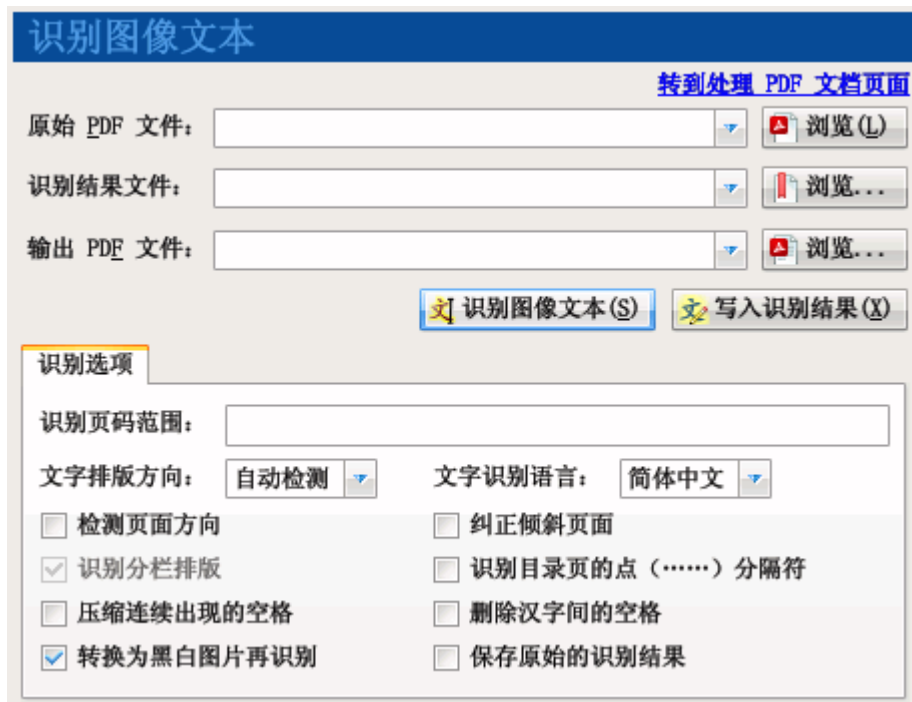 识别图像文本
转到处理 PDF 文档页面
原始 PDF 文件： 浏览(L)
识别结果文件： 浏览...
输出 PDF 文件： 浏览...
识别图像文本(S) 写入识别结果(X)
识别选项
识别页码范围：
文字排版方向： 自动检测 文字识别语言： 简体中文
检测页面方向 纠正倾斜页面
识别分栏排版 识别目录页的点（……）分隔符
压缩连续出现的空格 删除汉字间的空格
转换为黑白图片再识别 保存原始的识别结果